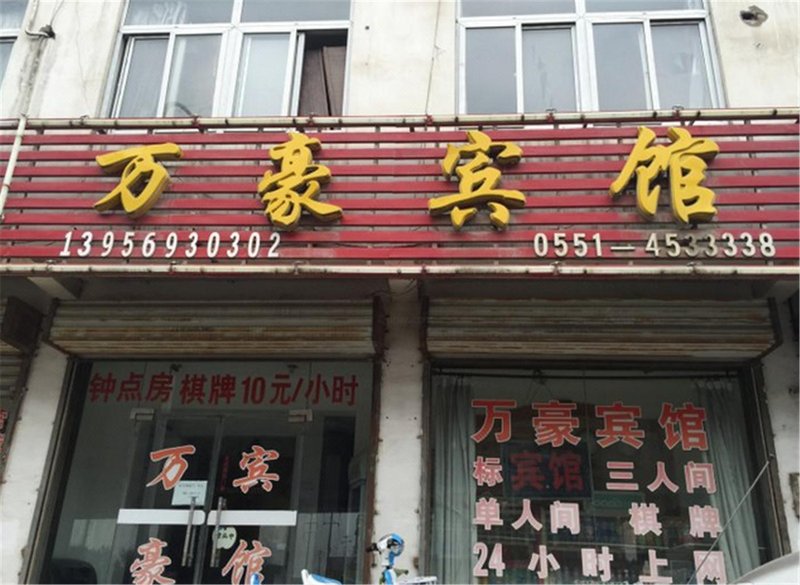 万豪宾馆
13956930302
0551—4533338
钟点房 棋牌 10元/小时
万宾
豪馆
万豪宾馆
标 宾馆 三人间
单人间 棋牌
24小时上网